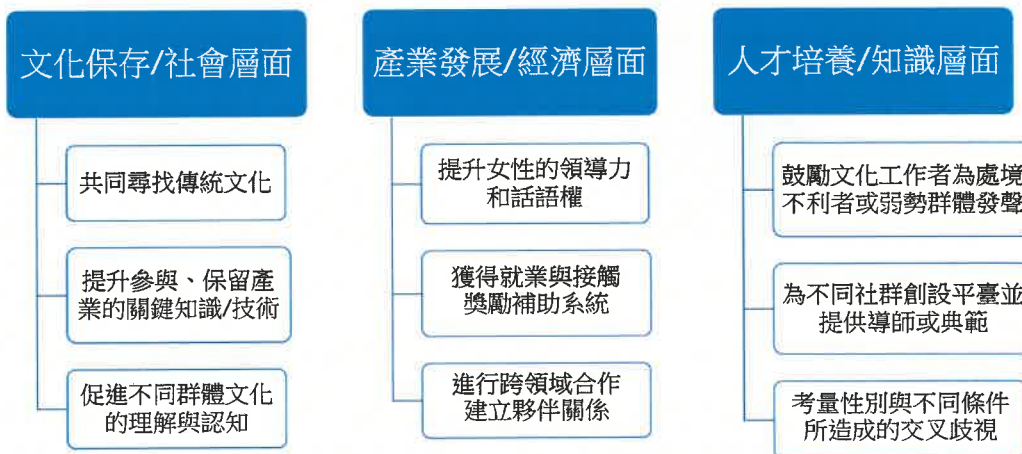 文化保存/社會層面
共同尋找傳統文化
提升參與、保留產
業的關鍵知識/技術
促進不同群體文化
的理解與認知
產業發展/經濟層面
提升女性的領導力
和話語權
獲得就業與接觸
獎勵補助系統
進行跨領域合作
建立夥伴關係
人才培養/知識層面
鼓勵文化工作者為處境
不利者或弱勢群體發聲
為不同社群創設平臺並
提供導師或典範
考量性別與不同條件
所造成的交叉歧視